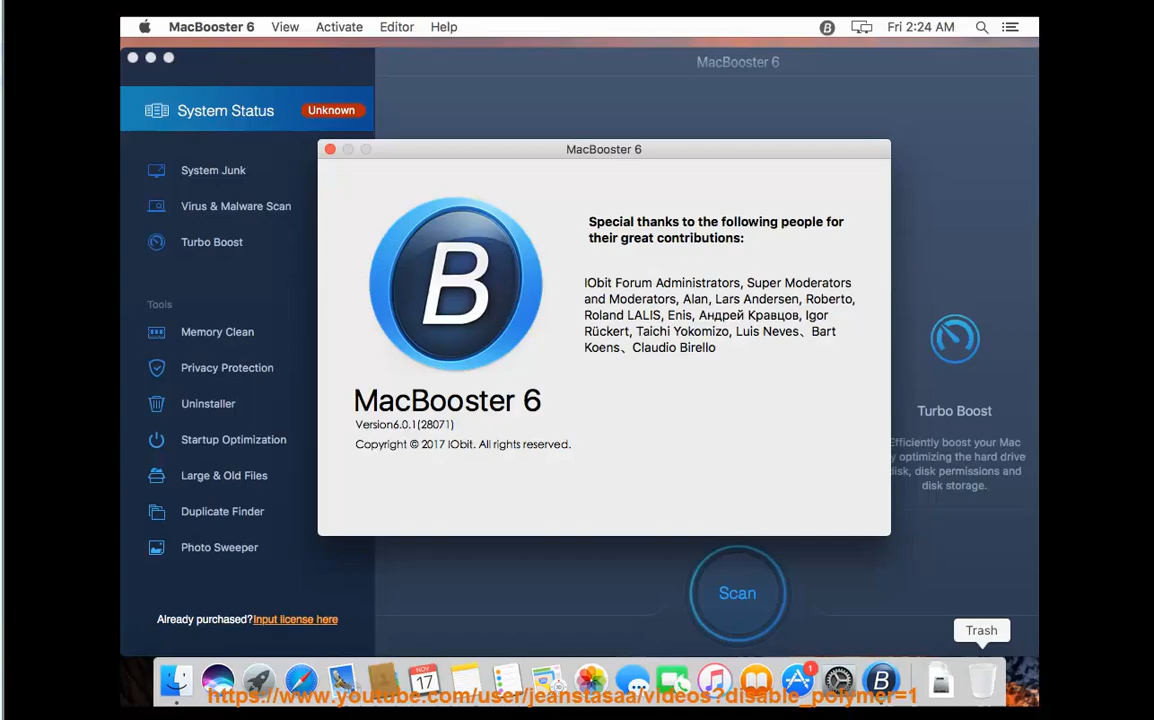 MacBooster 6 View Activate Editor Help B Fri 2:24 AM
MacBooster 6
System Status Unknown
System Junk
Virus & Malware Scan
Turbo Boost
Tools
Memory Clean
Privacy Protection
Uninstaller
Startup Optimization
Large & Old Files
Duplicate Finder
Photo Sweeper
Already purchased?Input license here
MacBooster 6
B
MacBooster 6
Version6.0.1(28071)
Copyright © 2017 IObit. All rights reserved.
Special thanks to the following people for
their great contributions:
IObit Forum Administrators, Super Moderators
and Moderators, Alan, Lars Andersen, Roberto,
Roland LALIS, Enis, Андрей Кравцов, Igor
Rückert, Taichi Yokomizo, Luis Neves、Bart
Koens、Claudio Birello
Turbo Boost
Efficiently boost your Mac
y optimizing the hard drive
disk, disk permissions and
disk storage.
Scan
Trash
NOV
17
1
B
https://www.youtube.com/user/jeanstasaa/videos?disable_polymer=1